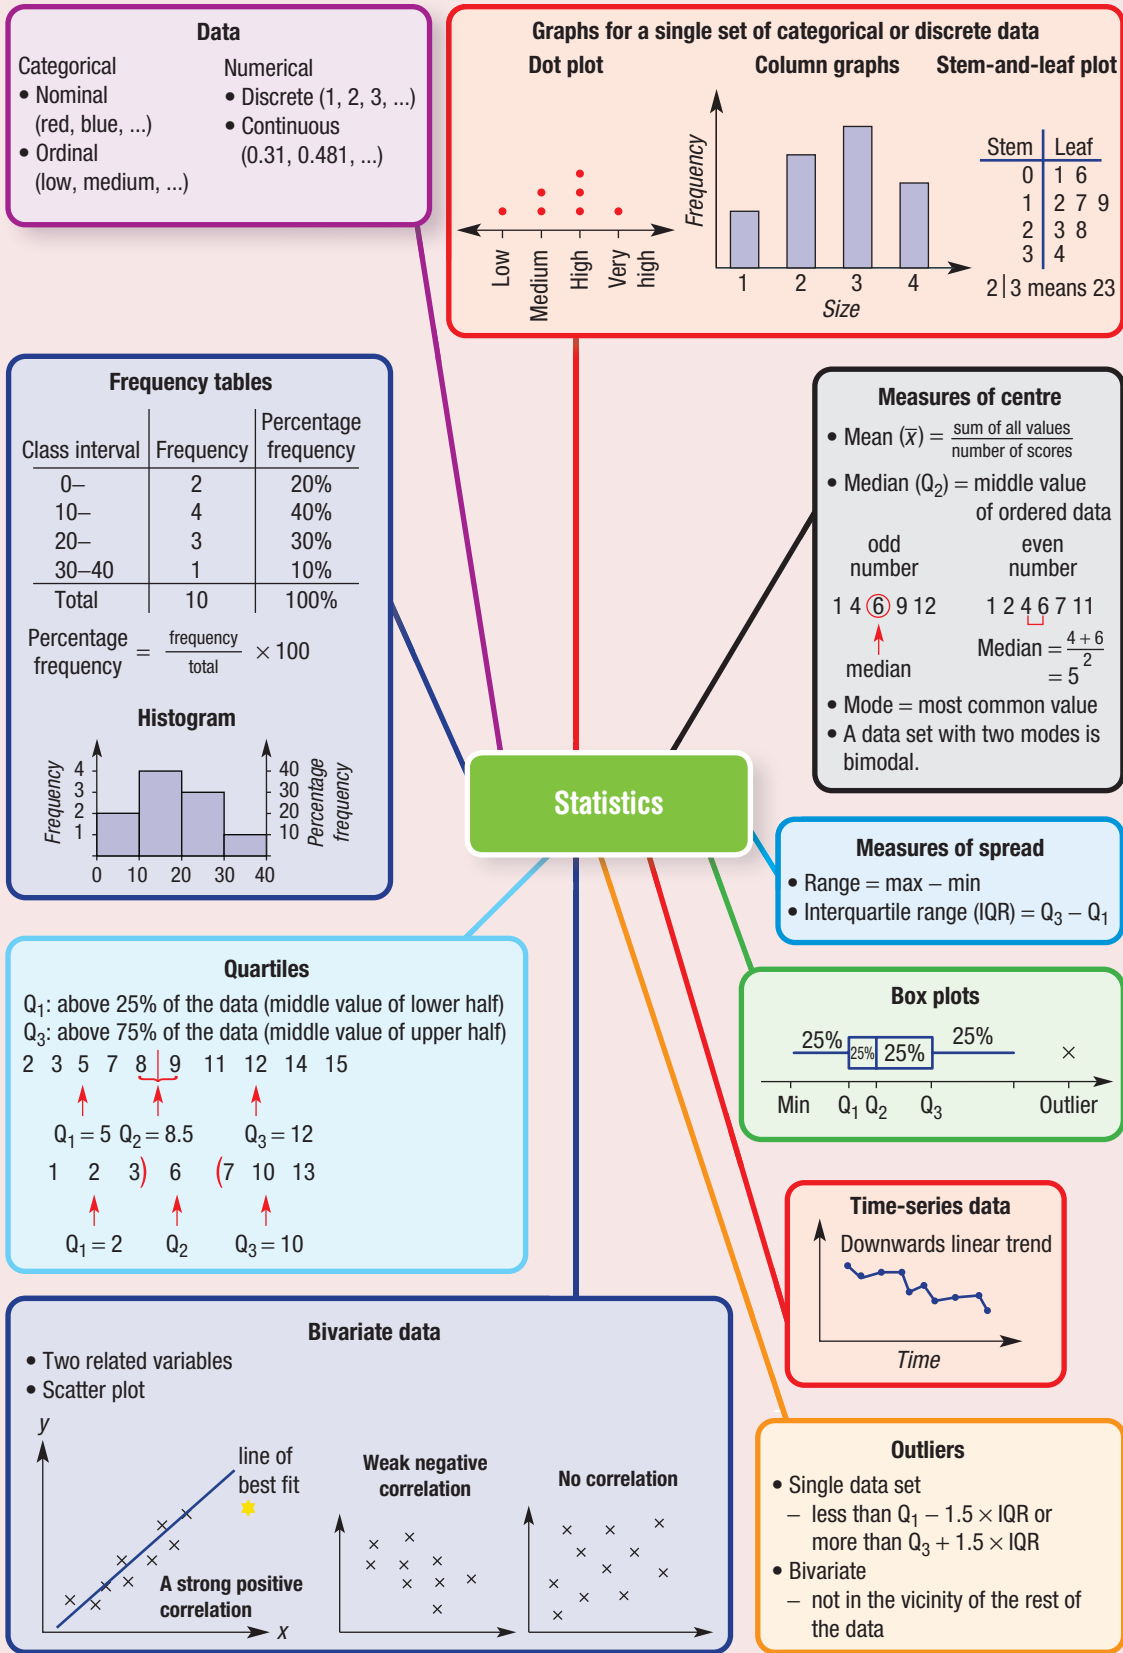 Data
Categorical
• Nominal
(red, blue, ...)
• Ordinal
(low, medium, ...)
Numerical
• Discrete (1, 2, 3, ...)
• Continuous
(0.31, 0.481, ...)
Graphs for a single set of categorical or discrete data
Dot plot
Low
Medium
High
Very
high
Column graphs
Frequency
1 2 3 4
Size
Stem-and-leaf plot
Stem Leaf
0 1 6
1 2 7 9
2 3 8
3 4
2 | 3 means 23
Frequency tables
Class interval Frequency Percentage frequency
0– 2 20%
10– 4 40%
20– 3 30%
30–40 1 10%
Total 10 100%
Percentage frequency = frequency/total × 100
Histogram
Frequency
4
3
2
1
0 10 20 30 40
40
30
20
10
Percentage
frequency
Measures of centre
• Mean (x̅) = sum of all values/number of scores
• Median (Q₂) = middle value
of ordered data
odd
number
1 4 6 9 12
median
even
number
1 2 4 6 7 11
Median = (4 + 6)/2
= 5
• Mode = most common value
• A data set with two modes is
bimodal.
Statistics
Measures of spread
• Range = max – min
• Interquartile range (IQR) = Q₃ – Q₁
Quartiles
Q₁: above 25% of the data (middle value of lower half)
Q₃: above 75% of the data (middle value of upper half)
2 3 5 7 8 | 9 11 12 14 15
Q₁ = 5 Q₂ = 8.5 Q₃ = 12
1 2 3) 6 (7 10 13
Q₁ = 2 Q₂ Q₃ = 10
Box plots
25% 25% 25% 25%
Min Q₁ Q₂ Q₃ Outlier
Time-series data
Downwards linear trend
Time
Bivariate data
• Two related variables
• Scatter plot
y
line of
best fit
A strong positive
correlation
x
Weak negative
correlation
No correlation
Outliers
• Single data set
– less than Q₁ – 1.5 × IQR or
more than Q₃ + 1.5 × IQR
• Bivariate
– not in the vicinity of the rest of
the data